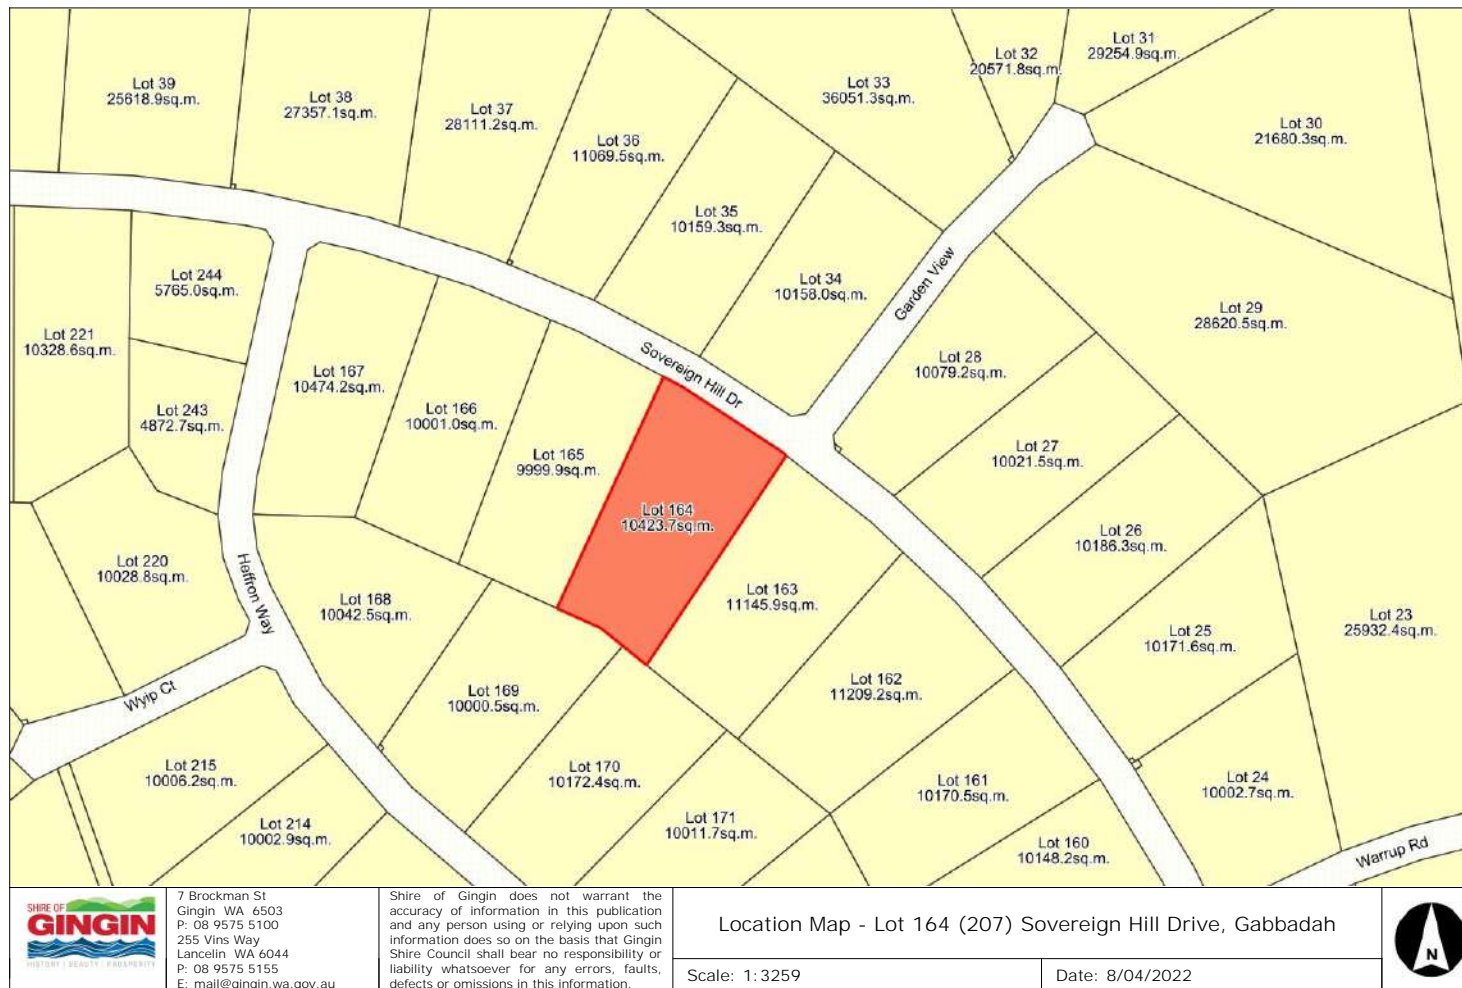 Lot 31
29254.9sq.m.
Lot 32
20571.8sq.m.
Lot 33
36051.3sq.m.
Lot 39
25618.9sq.m.
Lot 38
27357.1sq.m.
Lot 37
28111.2sq.m.
Lot 36
11069.5sq.m.
Lot 30
21680.3sq.m.
Lot 35
10159.3sq.m.
Lot 34
10158.0sq.m.
Garden View
Lot 244
5765.0sq.m.
Lot 29
28620.5sq.m.
Lot 221
10328.6sq.m.
Lot 28
10079.2sq.m.
Sovereign Hill Dr
Lot 167
10474.2sq.m.
Lot 166
10001.0sq.m.
Lot 243
4872.7sq.m.
Lot 165
9999.9sq.m.
Lot 27
10021.5sq.m.
Lot 164
10423.7sq.m.
Lot 26
10186.3sq.m.
Lot 220
10028.8sq.m.
Heffron Way
Lot 168
10042.5sq.m.
Lot 163
11145.9sq.m.
Lot 23
25932.4sq.m.
Lot 25
10171.6sq.m.
Wyip Ct
Lot 169
10000.5sq.m.
Lot 162
11209.2sq.m.
Lot 215
10006.2sq.m.
Lot 170
10172.4sq.m.
Lot 161
10170.5sq.m.
Lot 24
10002.7sq.m.
Lot 214
10002.9sq.m.
Lot 171
10011.7sq.m.
Lot 160
10148.2sq.m.
Warrup Rd
SHIRE OF
GINGIN
HISTORY | BEAUTY | PROSPERITY
7 Brockman St
Gingin WA 6503
P: 08 9575 5100
255 Vins Way
Lancelin WA 6044
P: 08 9575 5155
E: mail@gingin.wa.gov.au
Shire of Gingin does not warrant the
accuracy of information in this publication
and any person using or relying upon such
information does so on the basis that Gingin
Shire Council shall bear no responsibility or
liability whatsoever for any errors, faults,
defects or omissions in this information.
Location Map - Lot 164 (207) Sovereign Hill Drive, Gabbadah
Scale: 1:3259
Date: 8/04/2022
N